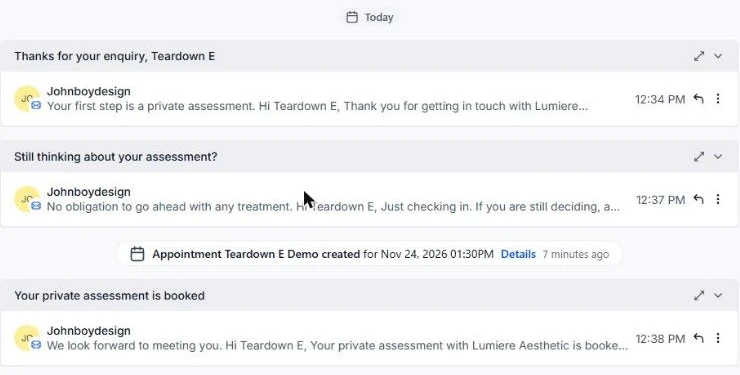 Today
Thanks for your enquiry, Teardown E
Johnboydesign
Your first step is a private assessment. Hi Teardown E, Thank you for getting in touch with Lumiere...
12:34 PM
Still thinking about your assessment?
Johnboydesign
No obligation to go ahead with any treatment. Hi Teardown E, Just checking in. If you are still deciding, a...
12:37 PM
Appointment Teardown E Demo created for Nov 24, 2026 01:30PM Details 7 minutes ago
Your private assessment is booked
Johnboydesign
We look forward to meeting you. Hi Teardown E, Your private assessment with Lumiere Aesthetic is booke...
12:38 PM